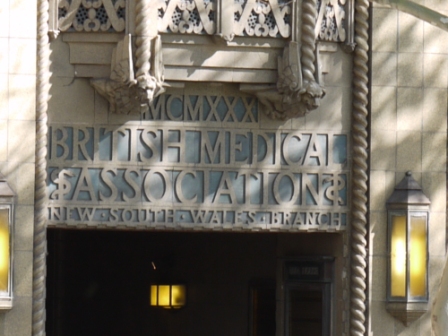 MCMXXX
BRITISH MEDICAL
ASSOCIATION
NEW · SOUTH · WALES · BRANCH